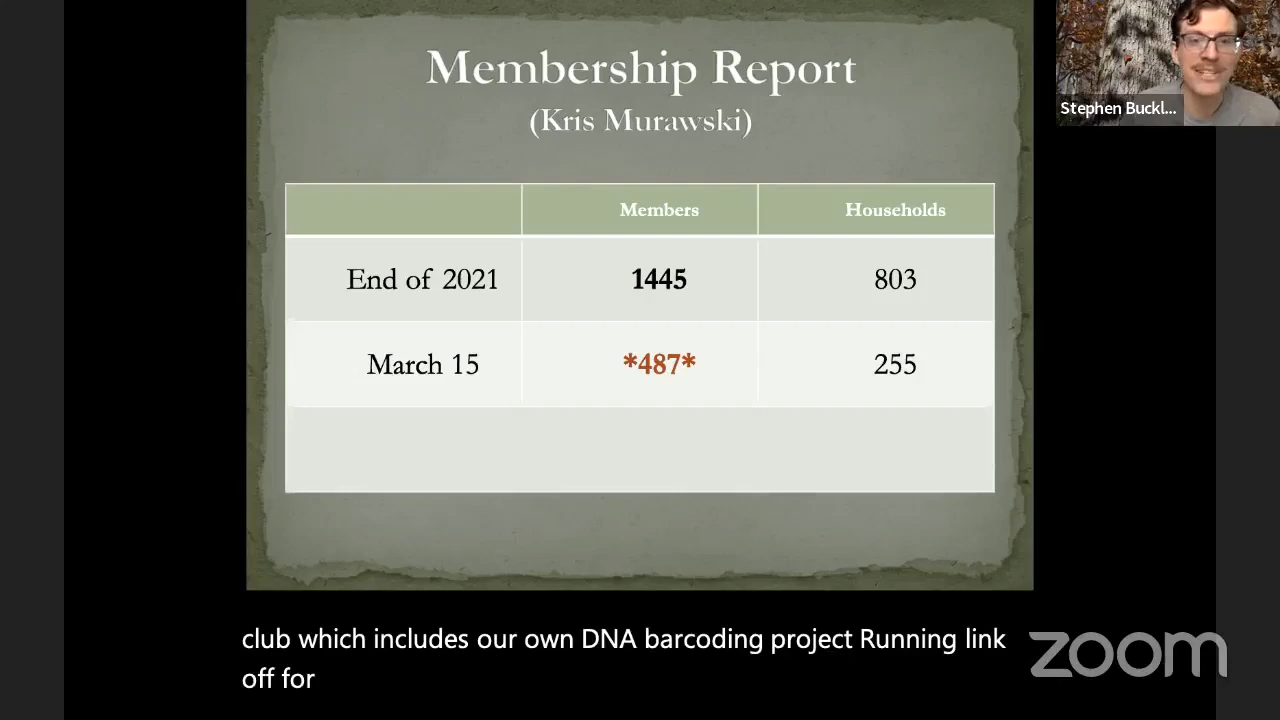 Membership Report
(Kris Murawski)
Members Households
End of 2021 1445 803
March 15 *487* 255
Stephen Buckl...
club which includes our own DNA barcoding project Running link
off for
zoom